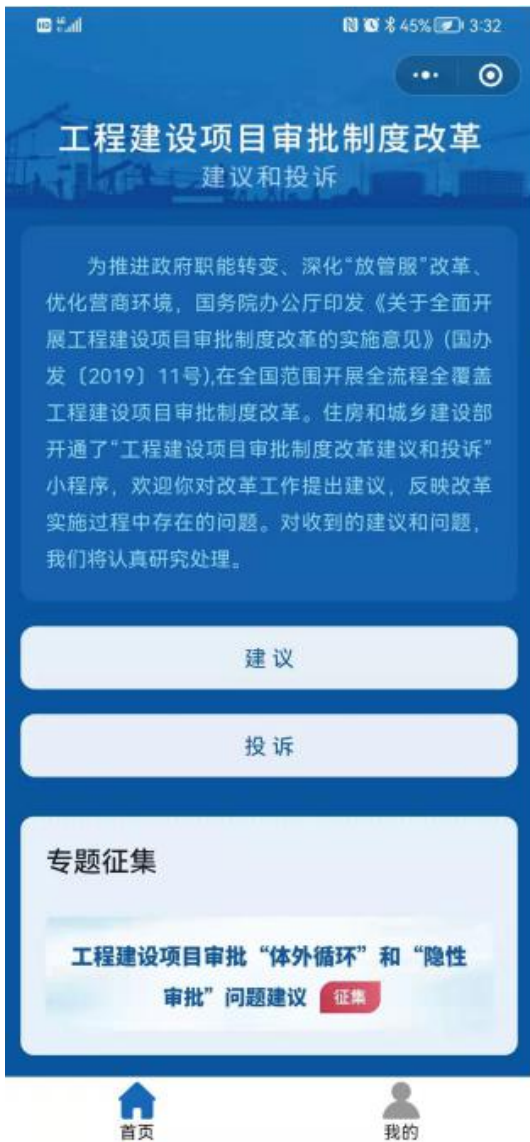 HD 45% 3:32
工程建设项目审批制度改革
建议和投诉
为推进政府职能转变、深化“放管服”改革、
优化营商环境，国务院办公厅印发《关于全面开
展工程建设项目审批制度改革的实施意见》(国办
发〔2019〕11号),在全国范围开展全流程全覆盖
工程建设项目审批制度改革。住房和城乡建设部
开通了“工程建设项目审批制度改革建议和投诉”
小程序，欢迎你对改革工作提出建议，反映改革
实施过程中存在的问题。对收到的建议和问题，
我们将认真研究处理。
建 议
投 诉
专题征集
工程建设项目审批“体外循环”和“隐性
审批”问题建议 征集
首页 我的